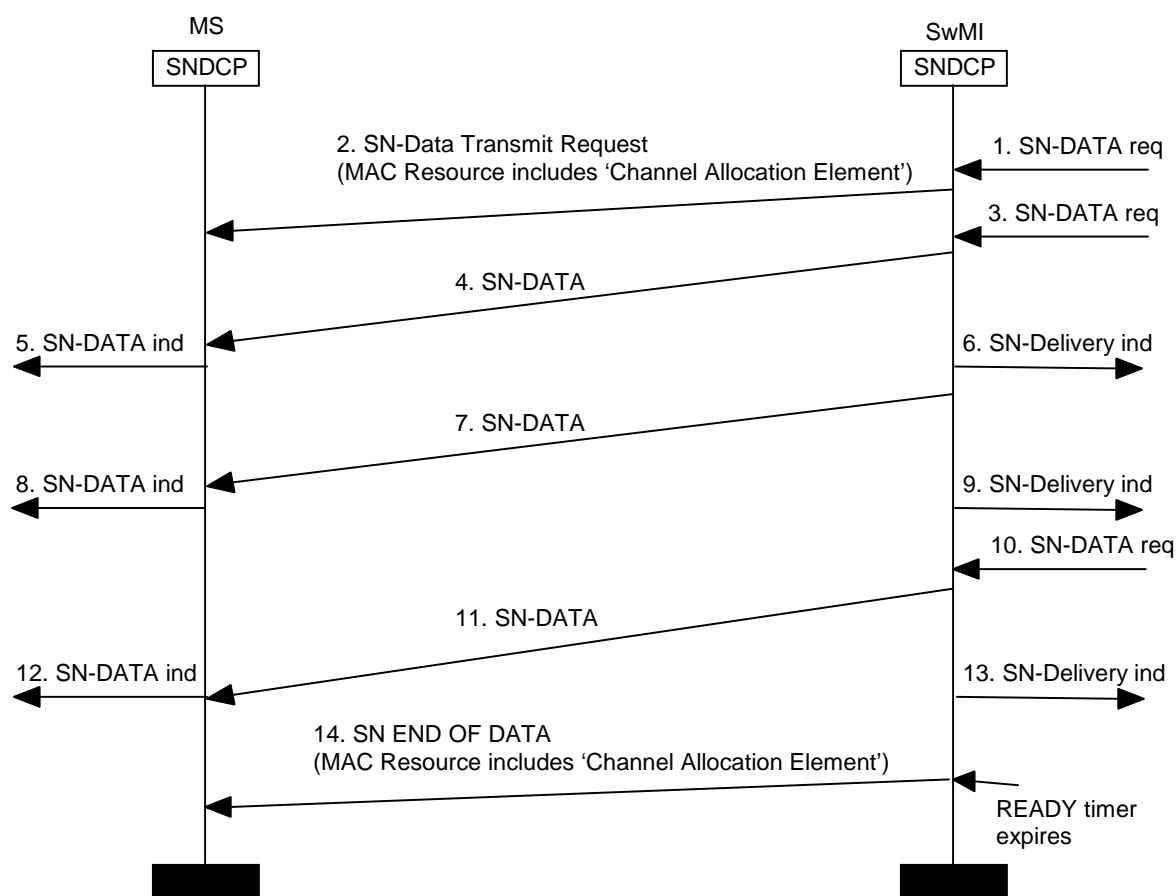 MS
SwMI
SNDCP
SNDCP
2. SN-Data Transmit Request
(MAC Resource includes ‘Channel Allocation Element’)
1. SN-DATA req
3. SN-DATA req
4. SN-DATA
5. SN-DATA ind
6. SN-Delivery ind
7. SN-DATA
8. SN-DATA ind
9. SN-Delivery ind
10. SN-DATA req
11. SN-DATA
12. SN-DATA ind
13. SN-Delivery ind
14. SN END OF DATA
(MAC Resource includes ‘Channel Allocation Element’)
READY timer
expires